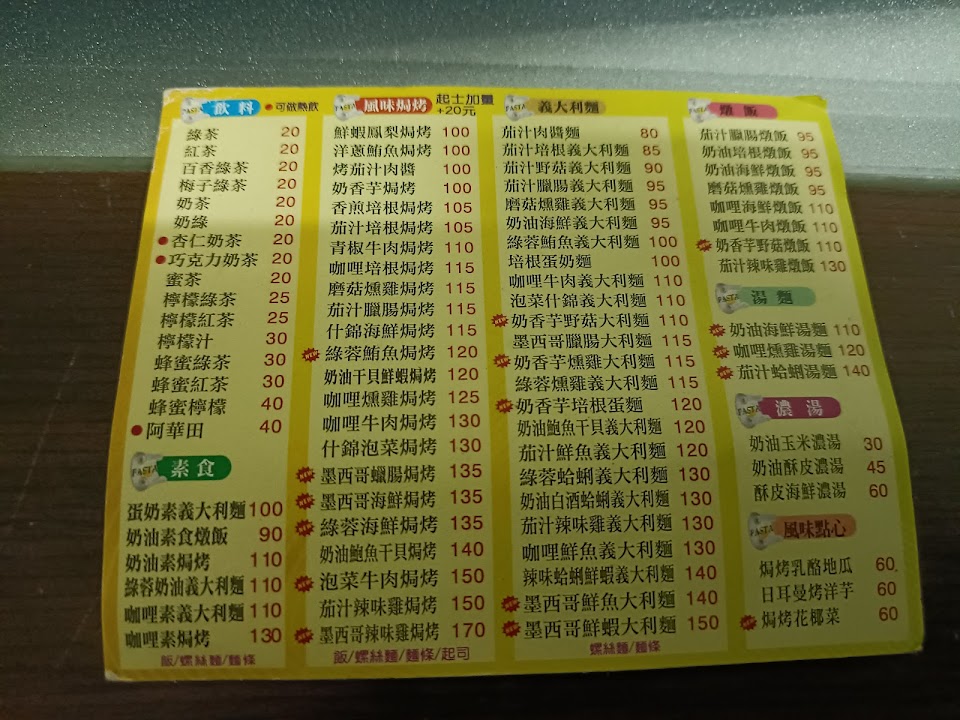 飲料 ●可做熱飲
綠茶 20
紅茶 20
百香綠茶 20
梅子綠茶 20
奶茶 20
奶綠 20
●杏仁奶茶 20
●巧克力奶茶 20
蜜茶 20
檸檬綠茶 25
檸檬紅茶 25
檸檬汁 30
蜂蜜綠茶 30
蜂蜜紅茶 30
蜂蜜檸檬 40
●阿華田 40
PASTA 素食
蛋奶素義大利麵 100
奶油素食燉飯 90
奶油素焗烤 110
綠蓉奶油義大利麵 110
咖哩素義大利麵 110
咖哩素焗烤 130
飯/螺絲麵/麵條
PASTA 風味焗烤 起士加量
+20元
鮮蝦鳳梨焗烤 100
洋蔥鮪魚焗烤 100
烤茄汁肉醬 100
奶香芋焗烤 100
香煎培根焗烤 105
茄汁培根焗烤 105
青椒牛肉焗烤 110
咖哩培根焗烤 115
磨菇燻雞焗烤 115
茄汁臘腸焗烤 115
什錦海鮮焗烤 115
綠蓉鮪魚焗烤 120
奶油干貝鮮蝦焗烤 120
咖哩燻雞焗烤 125
咖哩牛肉焗烤 130
什錦泡菜焗烤 130
墨西哥蠟腸焗烤 135
墨西哥海鮮焗烤 135
綠蓉海鮮焗烤 135
奶油鮑魚干貝焗烤 140
泡菜牛肉焗烤 150
茄汁辣味雞焗烤 150
墨西哥辣味雞焗烤 170
飯/螺絲麵/麵條/起司
PASTA 義大利麵
茄汁肉醬麵 80
茄汁培根義大利麵 85
茄汁野菇義大利麵 90
茄汁臘腸義大利麵 95
磨菇燻雞義大利麵 95
奶油海鮮義大利麵 95
綠蓉鮪魚義大利麵 100
培根蛋奶麵 100
咖哩牛肉義大利麵 110
泡菜什錦義大利麵 110
奶香芋野菇大利麵 110
墨西哥臘腸大利麵 115
奶香芋燻雞大利麵 115
綠蓉燻雞義大利麵 115
奶香芋培根蛋麵 120
奶油鮑魚干貝義大利麵 120
茄汁鮮魚義大利麵 120
綠蓉蛤蜊義大利麵 130
奶油白酒蛤蜊義大利麵 130
茄汁辣味雞義大利麵 130
咖哩鮮魚義大利麵 130
辣味蛤蜊鮮蝦義大利麵 140
墨西哥鮮魚大利麵 140
墨西哥鮮蝦大利麵 150
螺絲麵/麵條
PASTA 燉飯
茄汁臘腸燉飯 95
奶油培根燉飯 95
奶油海鮮燉飯 95
磨菇燻雞燉飯 95
咖哩海鮮燉飯 110
咖哩牛肉燉飯 110
奶香芋野菇燉飯 110
茄汁辣味雞燉飯 130
PASTA 湯麵
奶油海鮮湯麵 110
咖哩燻雞湯麵 120
茄汁蛤蜊湯麵 140
PASTA 濃湯
奶油玉米濃湯 30
奶油酥皮濃湯 45
酥皮海鮮濃湯 60
PASTA 風味點心
焗烤乳酪地瓜 60
日耳曼烤洋芋 60
焗烤花椰菜 60